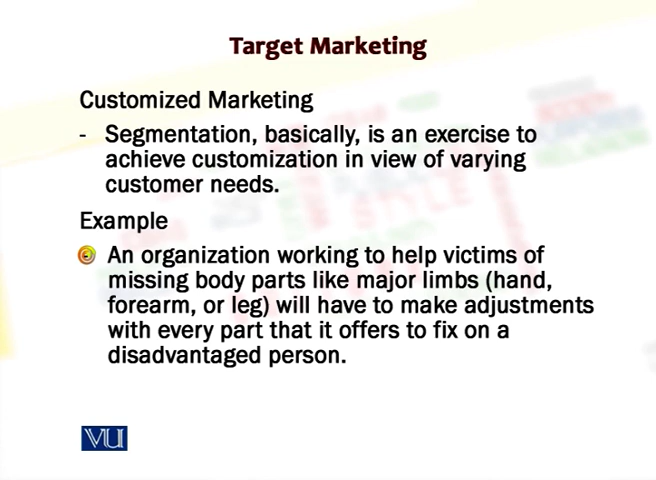 Target Marketing
Customized Marketing
- Segmentation, basically, is an exercise to
achieve customization in view of varying
customer needs.
Example
An organization working to help victims of
missing body parts like major limbs (hand,
forearm, or leg) will have to make adjustments
with every part that it offers to fix on a
disadvantaged person.
VU